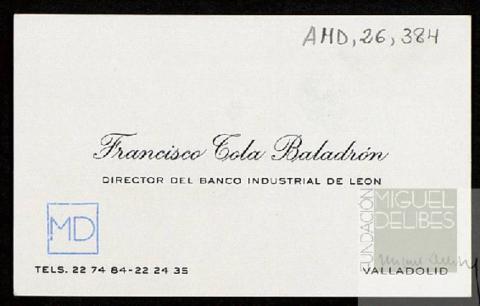 AMD, 26, 384
Francisco Cola Baladrón
DIRECTOR DEL BANCO INDUSTRIAL DE LEON
MD
TELS. 22 74 84-22 24 35
VALLADOLID
FUNDACIÓN
MIGUEL
DELIBES